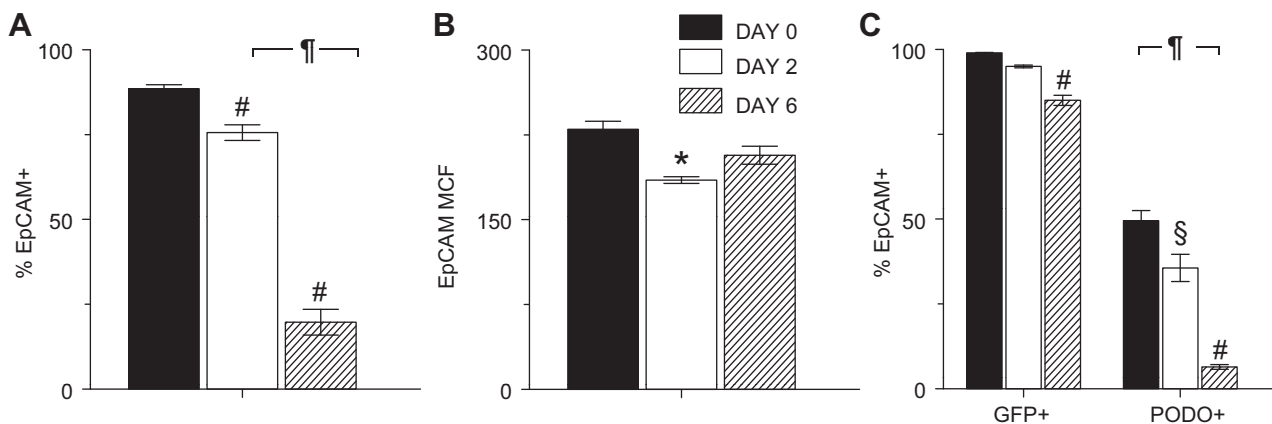 A
% EpCAM+
100
50
0
#
¶
#
B
EpCAM MCF
300
150
0
*
DAY 0
DAY 2
DAY 6
C
% EpCAM+
100
50
0
#
¶
§
#
GFP+
PODO+